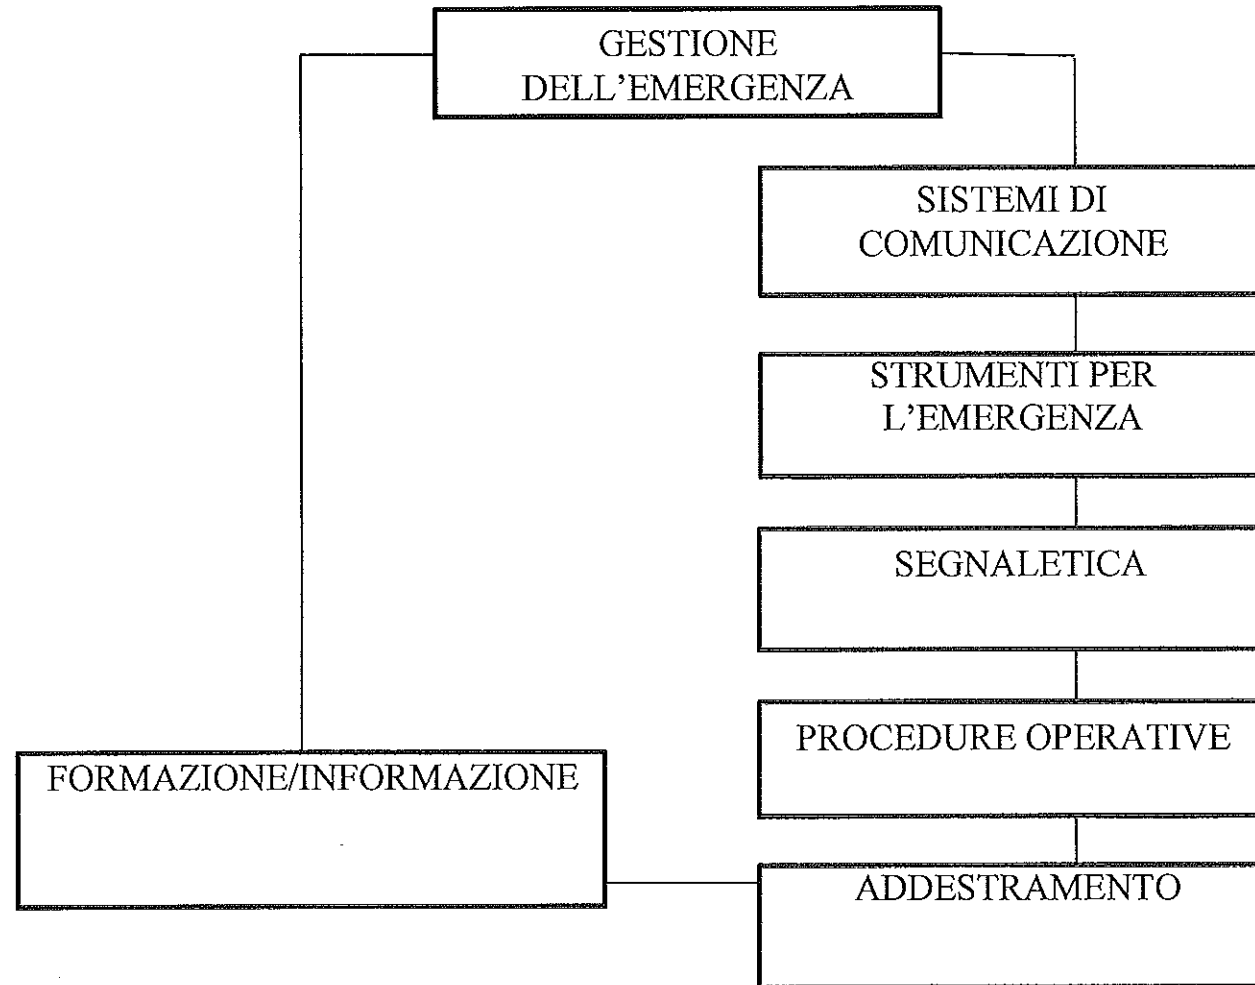 GESTIONE
DELL'EMERGENZA
SISTEMI DI
COMUNICAZIONE
STRUMENTI PER
L'EMERGENZA
SEGNALETICA
PROCEDURE OPERATIVE
FORMAZIONE/INFORMAZIONE
ADDESTRAMENTO